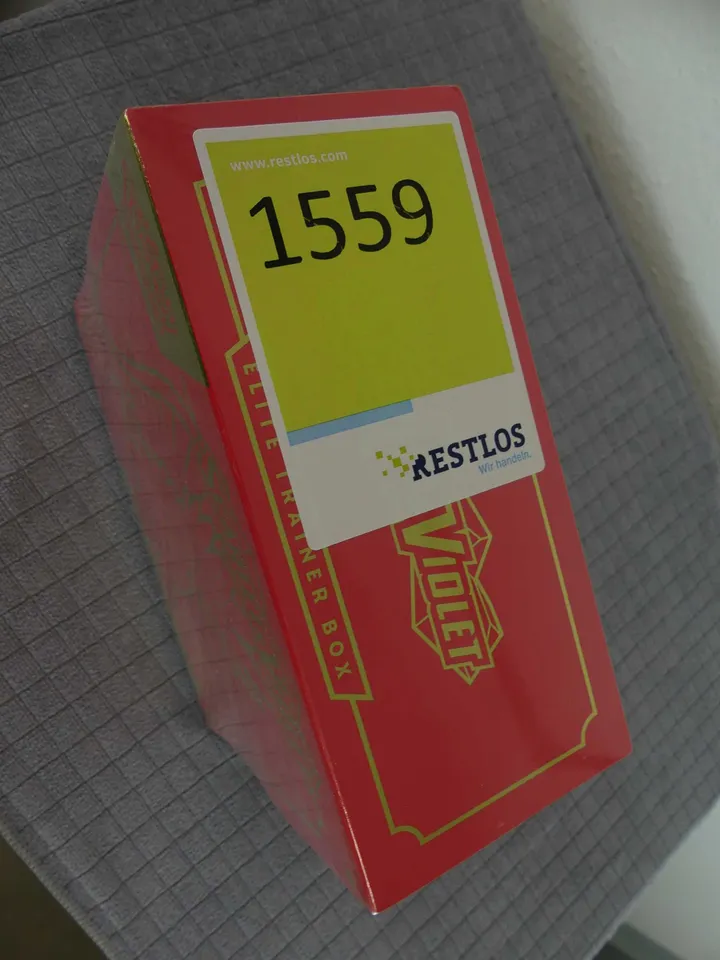 www.restlos.com
1559
RESTLOS
Wir handeln.
ELITE TRAINER BOX
VIOLET